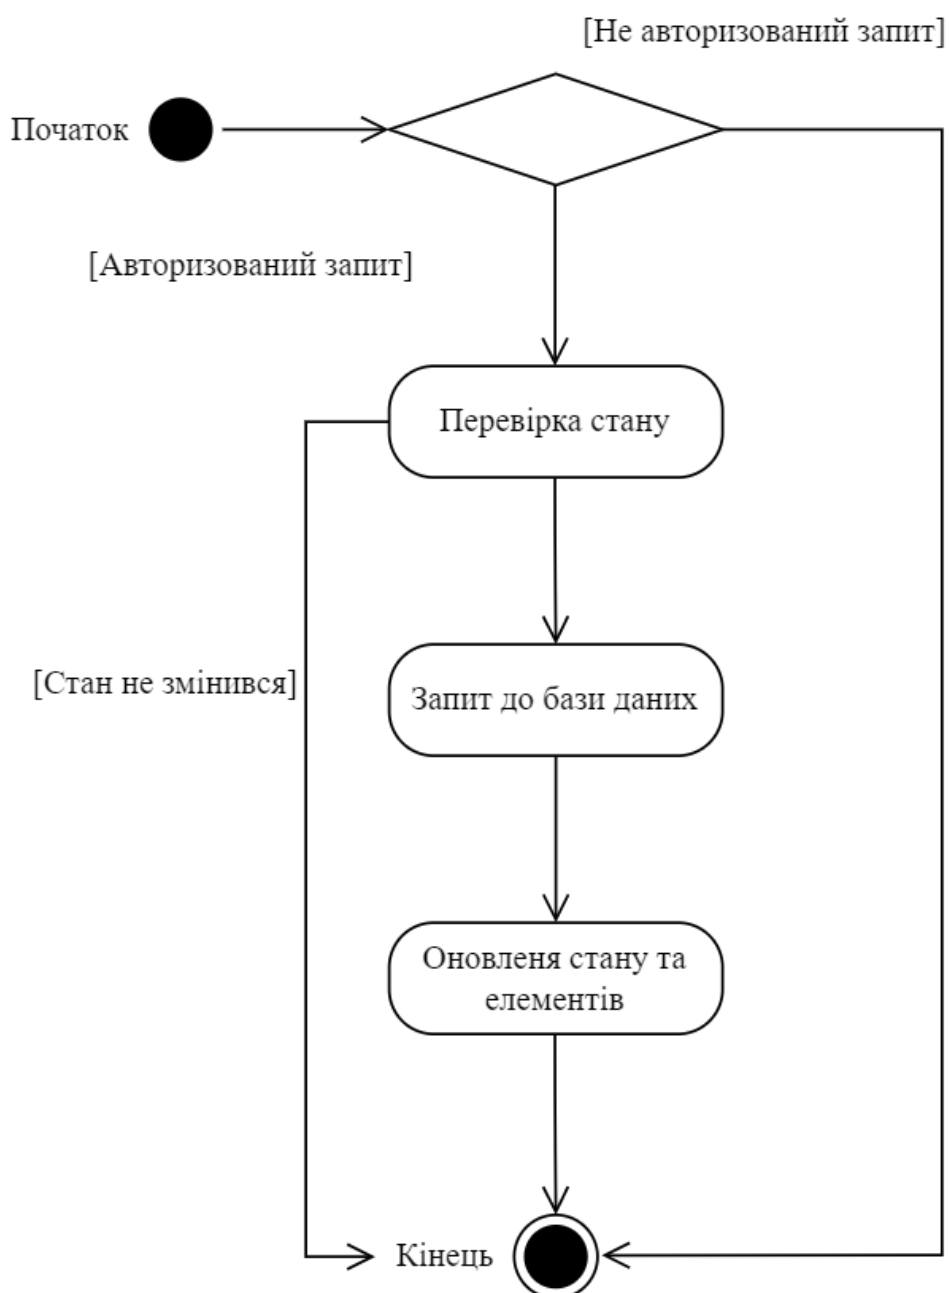 [Не авторизований запит]
Початок
[Авторизований запит]
Перевірка стану
[Стан не змінився]
Запит до бази даних
Оновленя стану та
елементів
Кінець